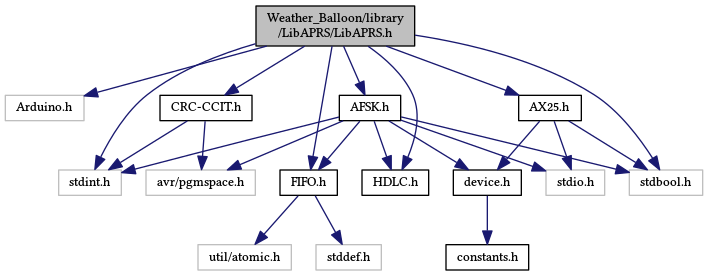 Weather_Balloon/library
/LibAPRS/LibAPRS.h
Arduino.h
CRC-CCIT.h
AFSK.h
AX25.h
stdint.h
avr/pgmspace.h
FIFO.h
HDLC.h
device.h
stdio.h
stdbool.h
util/atomic.h
stddef.h
constants.h